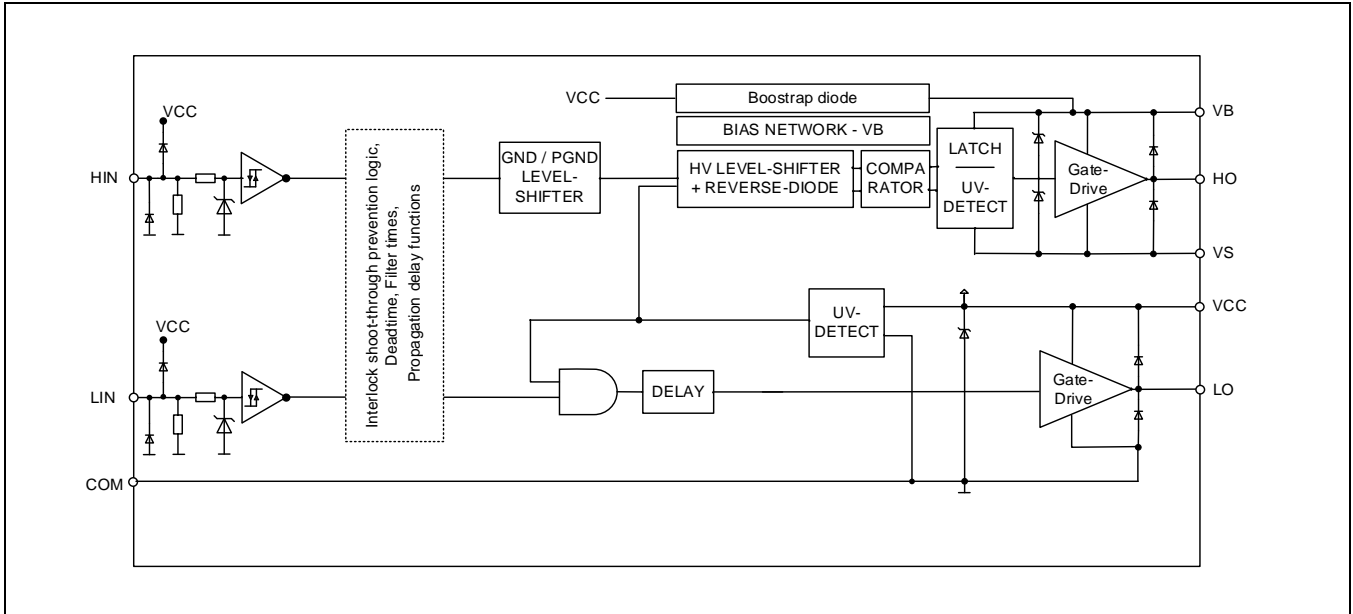 VCC
Boostrap diode
VB
VCC
BIAS NETWORK - VB
HIN
Interlock shoot-through prevention logic,
Deadtime, Filter times,
Propagation delay functions
GND / PGND
LEVEL-
SHIFTER
HV LEVEL-SHIFTER
+ REVERSE-DIODE
COMPA
RATOR
LATCH
UV-
DETECT
Gate-
Drive
HO
VS
VCC
UV-
DETECT
VCC
LIN
DELAY
Gate-
Drive
LO
COM